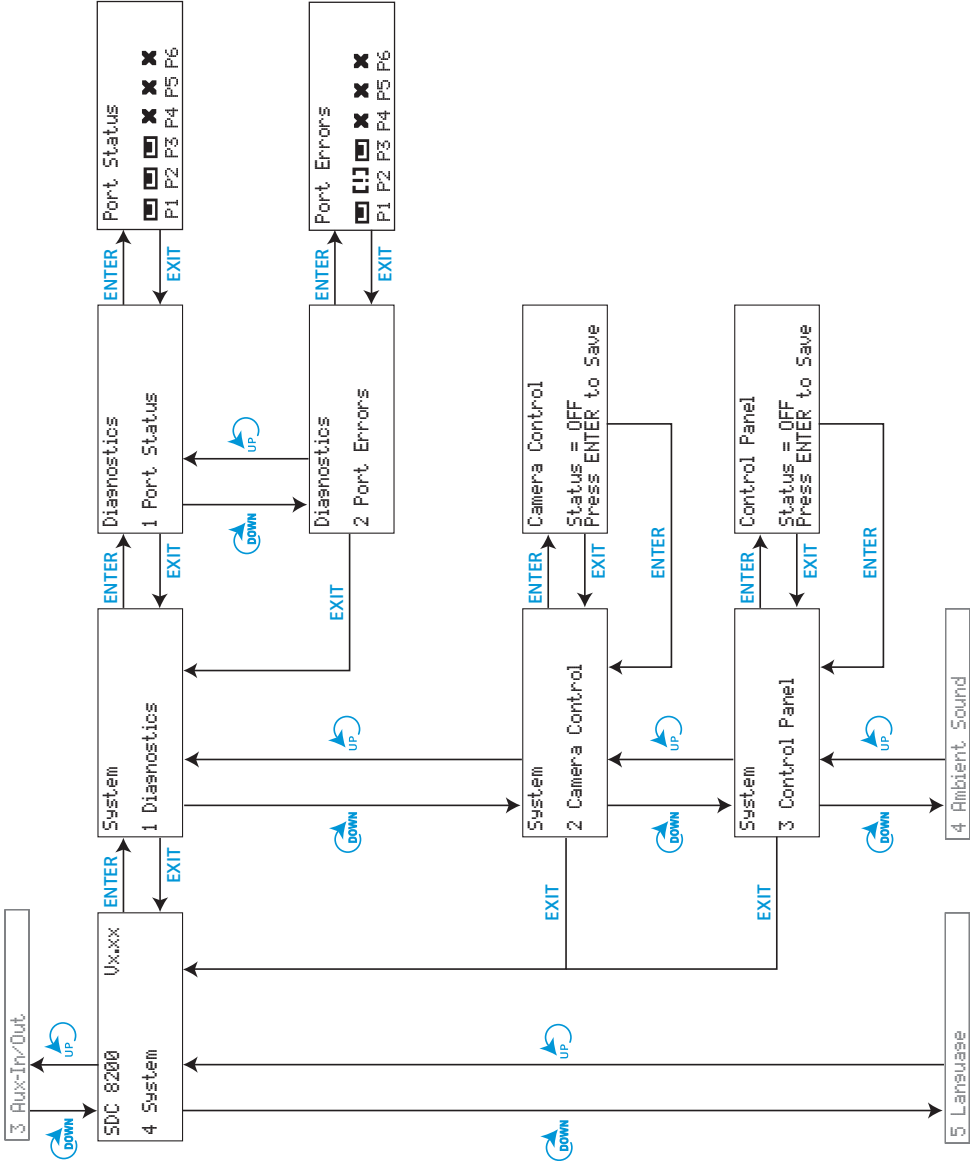 3 Aux-In/Out
DOWN
UP
SDC 8200 Vx.xx
4 System
ENTER
EXIT
System
1 Diagnostics
ENTER
EXIT
Diagnostics
1 Port Status
ENTER
EXIT
Port Status
P1 P2 P3 P4 P5 P6
DOWN
UP
Diagnostics
2 Port Errors
ENTER
EXIT
Port Errors
P1 P2 P3 P4 P5 P6
EXIT
DOWN
UP
System
2 Camera Control
ENTER
EXIT
Camera Control
Status = OFF
Press ENTER to Save
EXIT
ENTER
DOWN
UP
System
3 Control Panel
ENTER
EXIT
Control Panel
Status = OFF
Press ENTER to Save
EXIT
ENTER
DOWN
UP
DOWN
UP
5 Language
4 Ambient Sound